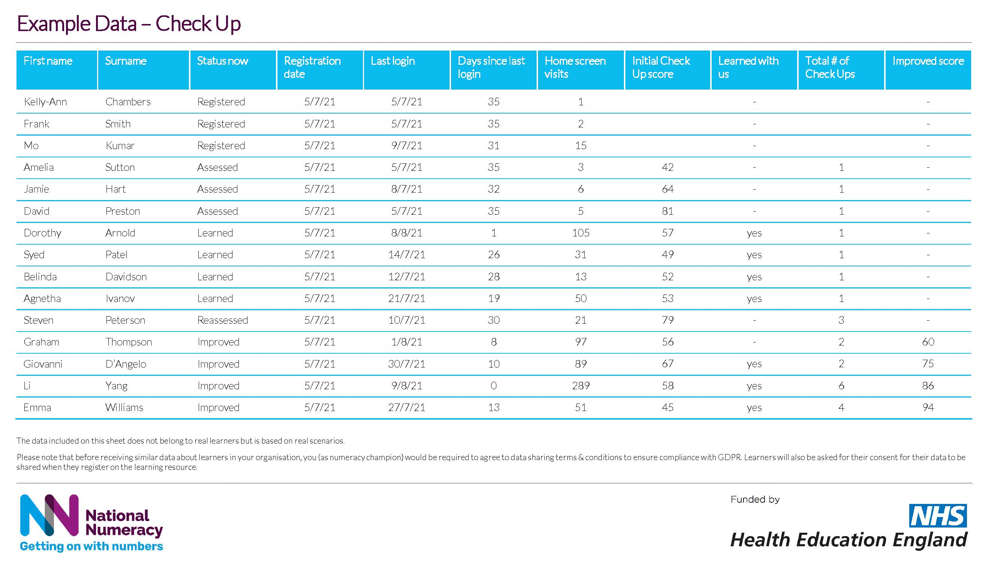 Example Data – Check Up
First name Surname Status now Registration date Last login Days since last login Home screen visits Initial Check Up score Learned with us Total # of Check Ups Improved score
Kelly-Ann Chambers Registered 5/7/21 5/7/21 35 1 - -
Frank Smith Registered 5/7/21 5/7/21 35 2 - -
Mo Kumar Registered 5/7/21 9/7/21 31 15 - -
Amelia Sutton Assessed 5/7/21 5/7/21 35 3 42 - 1 -
Jamie Hart Assessed 5/7/21 8/7/21 32 6 64 - 1 -
David Preston Assessed 5/7/21 5/7/21 35 5 81 - 1 -
Dorothy Arnold Learned 5/7/21 8/8/21 1 105 57 yes 1 -
Syed Patel Learned 5/7/21 14/7/21 26 31 49 yes 1 -
Belinda Davidson Learned 5/7/21 12/7/21 28 13 52 yes 1 -
Agnetha Ivanov Learned 5/7/21 21/7/21 19 50 53 yes 1 -
Steven Peterson Reassessed 5/7/21 10/7/21 30 21 79 - 3 -
Graham Thompson Improved 5/7/21 1/8/21 8 97 56 - 2 60
Giovanni D’Angelo Improved 5/7/21 30/7/21 10 89 67 yes 2 75
Li Yang Improved 5/7/21 9/8/21 0 289 58 yes 6 86
Emma Williams Improved 5/7/21 27/7/21 13 51 45 yes 4 94
The data included on this sheet does not belong to real learners but is based on real scenarios.
Please note that before receiving similar data about learners in your organisation, you (as numeracy champion) would be required to agree to data sharing terms & conditions to ensure compliance with GDPR. Learners will also be asked for their consent for their data to be
shared when they register on the learning resource.
National
Numeracy
Getting on with numbers
Funded by
NHS
Health Education England